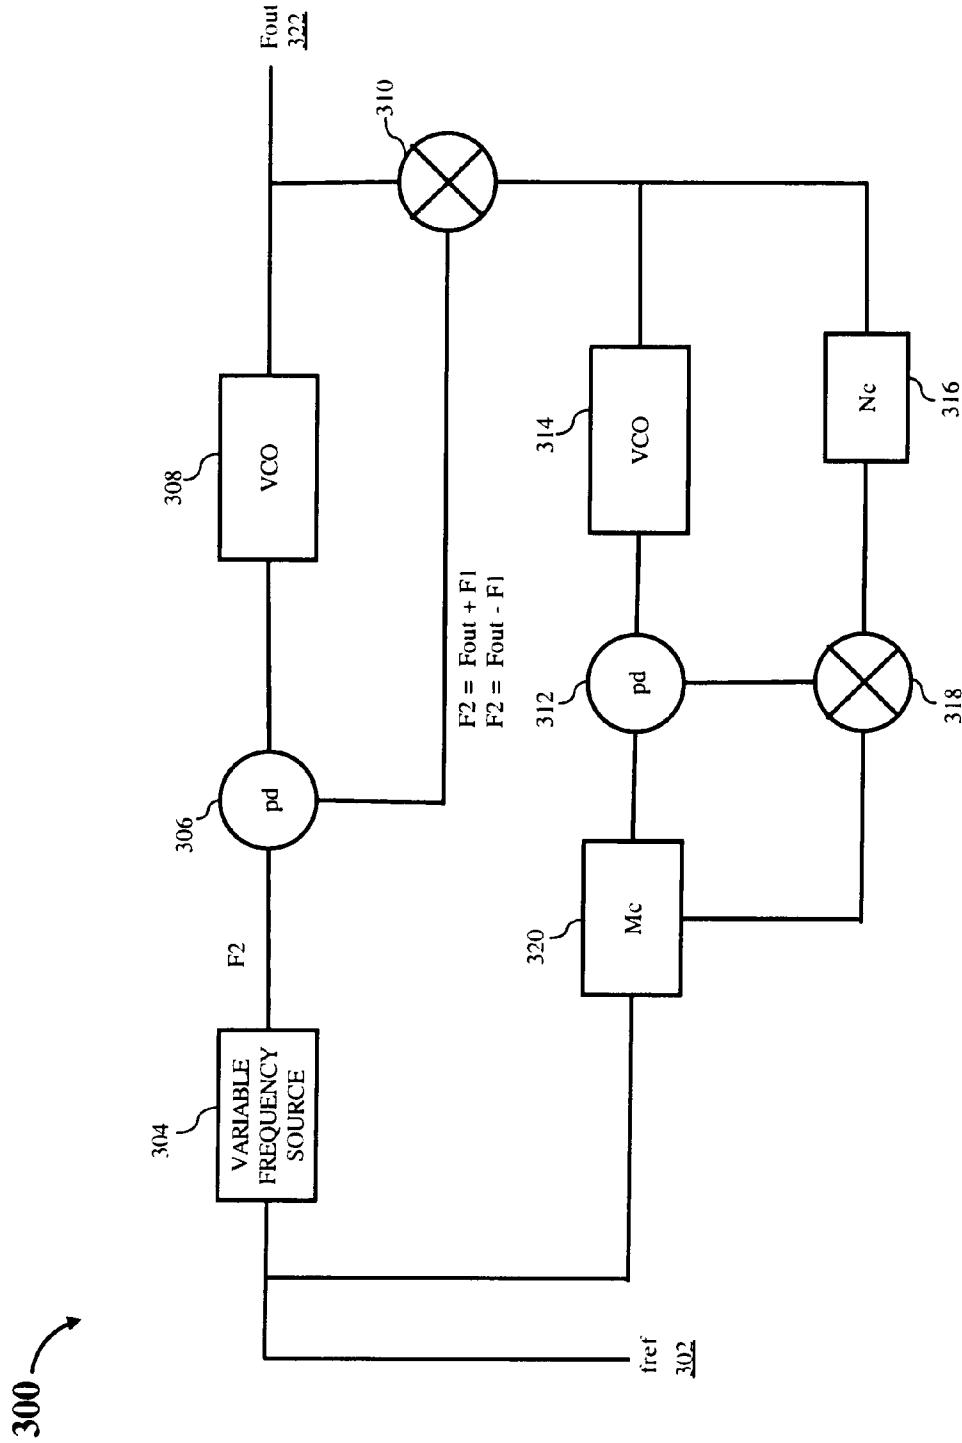 300
fref
302
304
VARIABLE
FREQUENCY
SOURCE
F2
306
pd
308
VCO
Fout
322
310
F2 = Fout + F1
F2 = Fout - F1
320
Mc
312
pd
314
VCO
318
Nc
316